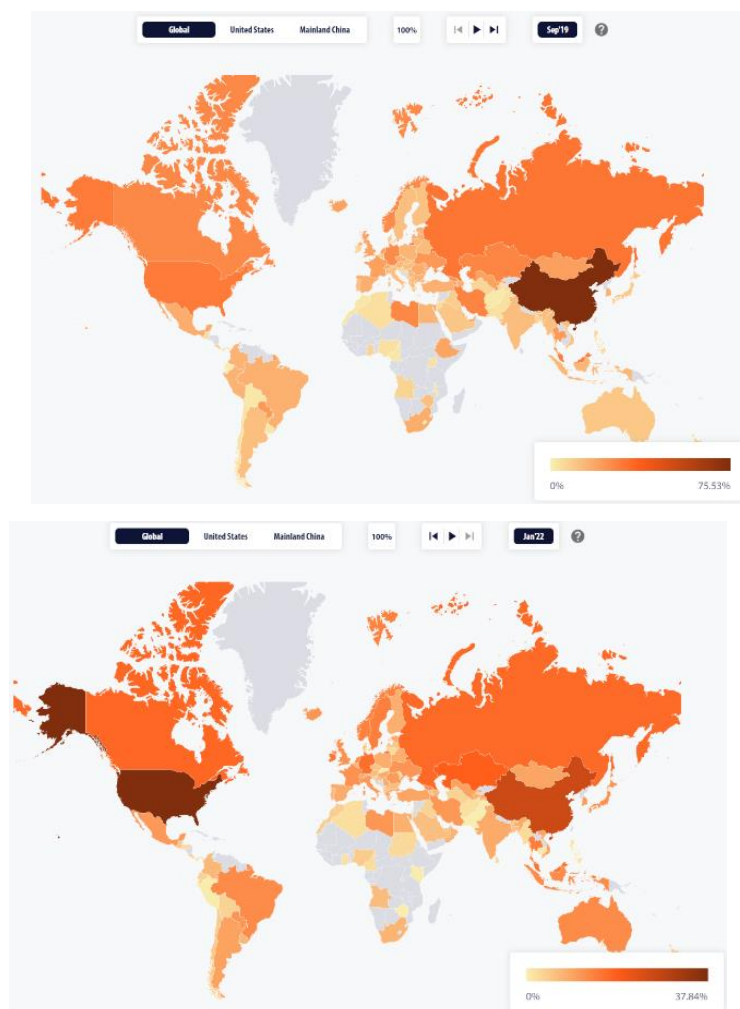 Global United States Mainland China 100% Sep'19 ?
0% 75.53%
Global United States Mainland China 100% Jan'22 ?
0% 37.84%